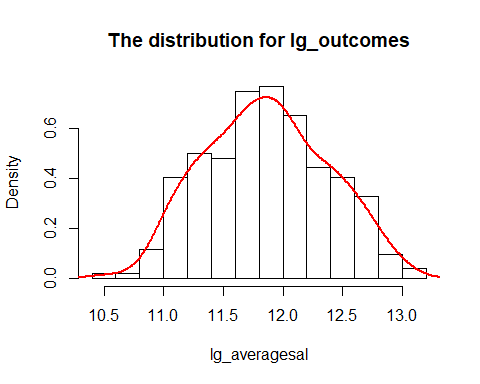 The distribution for lg_outcomes
Density
0.6
0.4
0.2
0.0
10.5 11.0 11.5 12.0 12.5 13.0
lg_averagesal